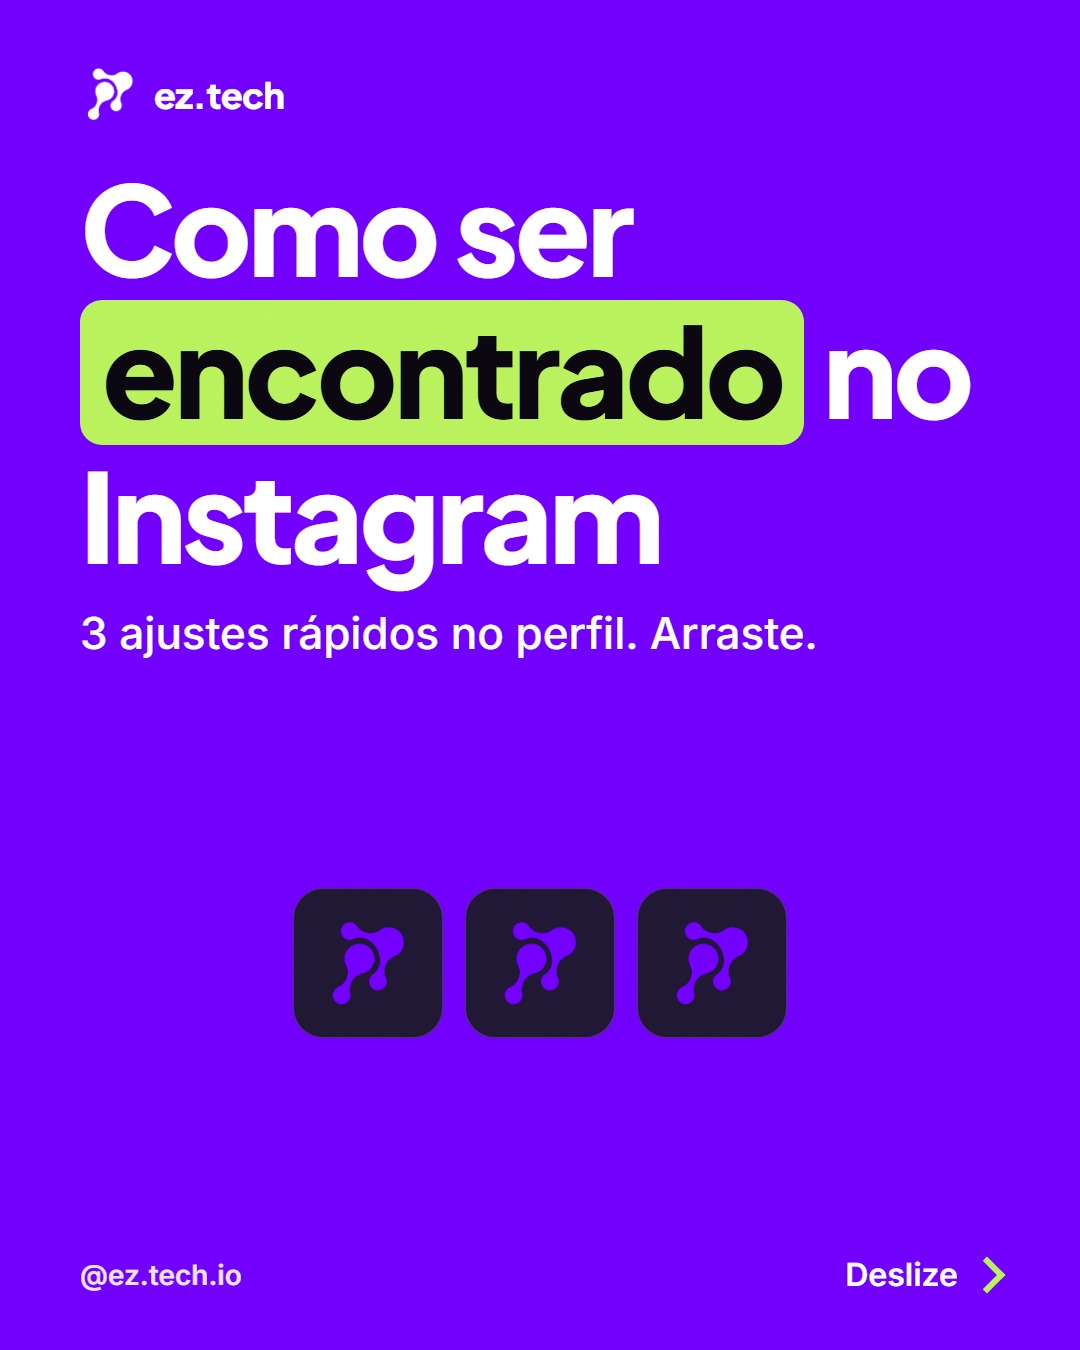 ez.tech
Como ser
encontrado no
Instagram
3 ajustes rápidos no perfil. Arraste.
@ez.tech.io
Deslize